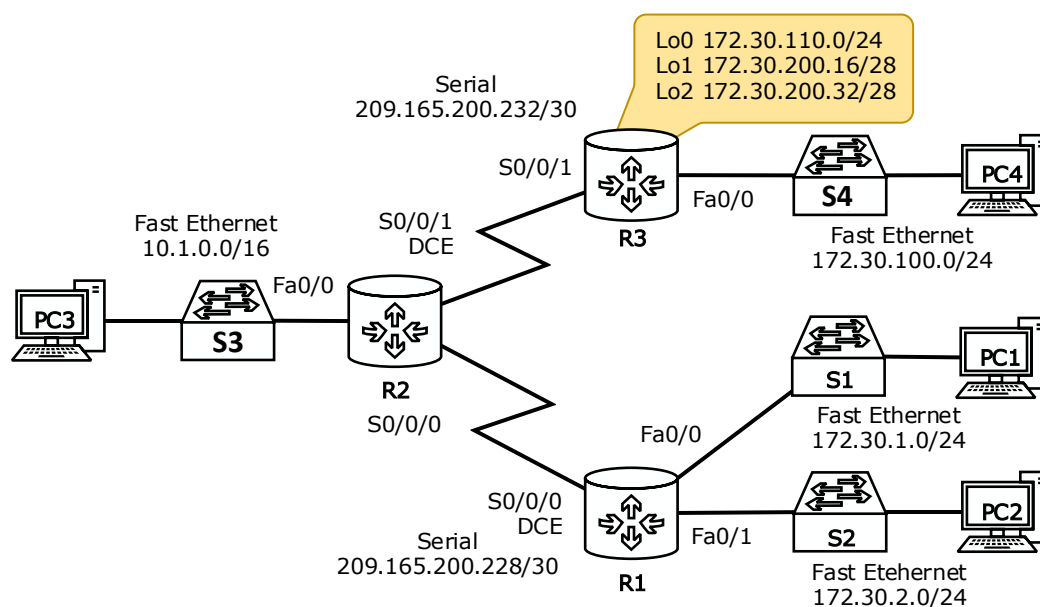 Lo0 172.30.110.0/24
Lo1 172.30.200.16/28
Lo2 172.30.200.32/28
Serial
209.165.200.232/30
S0/0/1
Fa0/0
R3
S4
PC4
Fast Ethernet
172.30.100.0/24
Fast Ethernet
10.1.0.0/16
S0/0/1
DCE
Fa0/0
PC3
S3
R2
S0/0/0
Fa0/0
S1
PC1
Fast Ethernet
172.30.1.0/24
S0/0/0
DCE
Serial
209.165.200.228/30
R1
Fa0/1
S2
PC2
Fast Etehernet
172.30.2.0/24